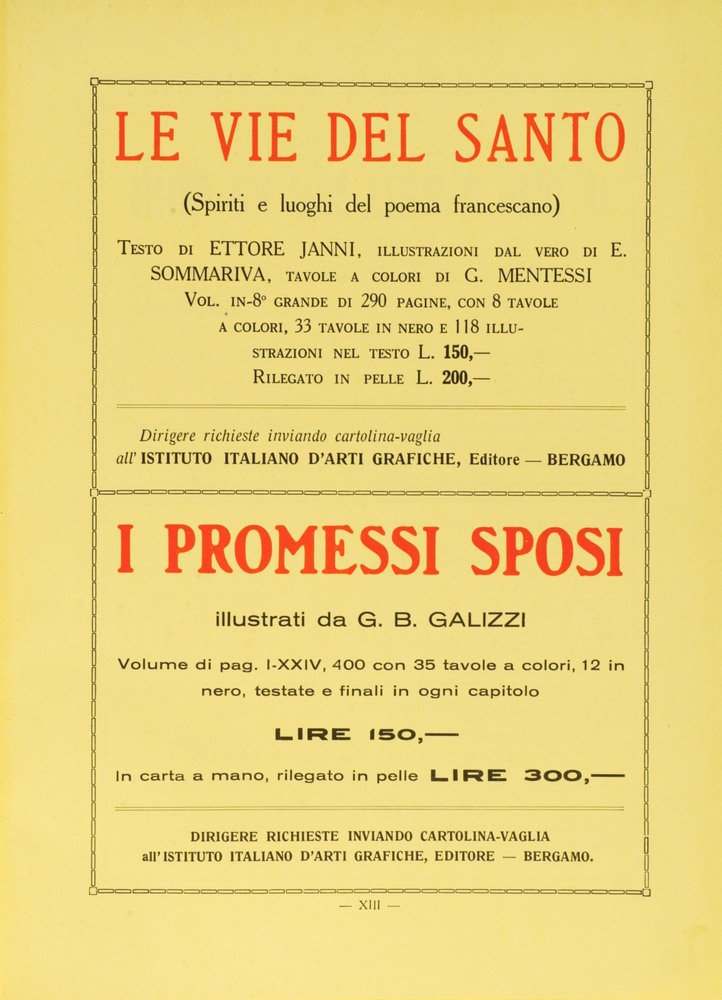 LE VIE DEL SANTO
(Spiriti e luoghi del poema francescano)
TESTO DI ETTORE JANNI, ILLUSTRAZIONI DAL VERO DI E.
SOMMARIVA, TAVOLE A COLORI DI G. MENTESSI
VOL. IN-8º GRANDE DI 290 PAGINE, CON 8 TAVOLE
A COLORI, 33 TAVOLE IN NERO E 118 ILLU-
STRAZIONI NEL TESTO L. 150,—
RILEGATO IN PELLE L. 200,—
Dirigere richieste inviando cartolina-vaglia
all' ISTITUTO ITALIANO D'ARTI GRAFICHE, Editore — BERGAMO
I PROMESSI SPOSI
illustrati da G. B. GALIZZI
Volume di pag. I-XXIV, 400 con 35 tavole a colori, 12 in
nero, testate e finali in ogni capitolo
LIRE 150,—
In carta a mano, rilegato in pelle LIRE 300,—
DIRIGERE RICHIESTE INVIANDO CARTOLINA-VAGLIA
all' ISTITUTO ITALIANO D'ARTI GRAFICHE, EDITORE — BERGAMO.
— XIII —